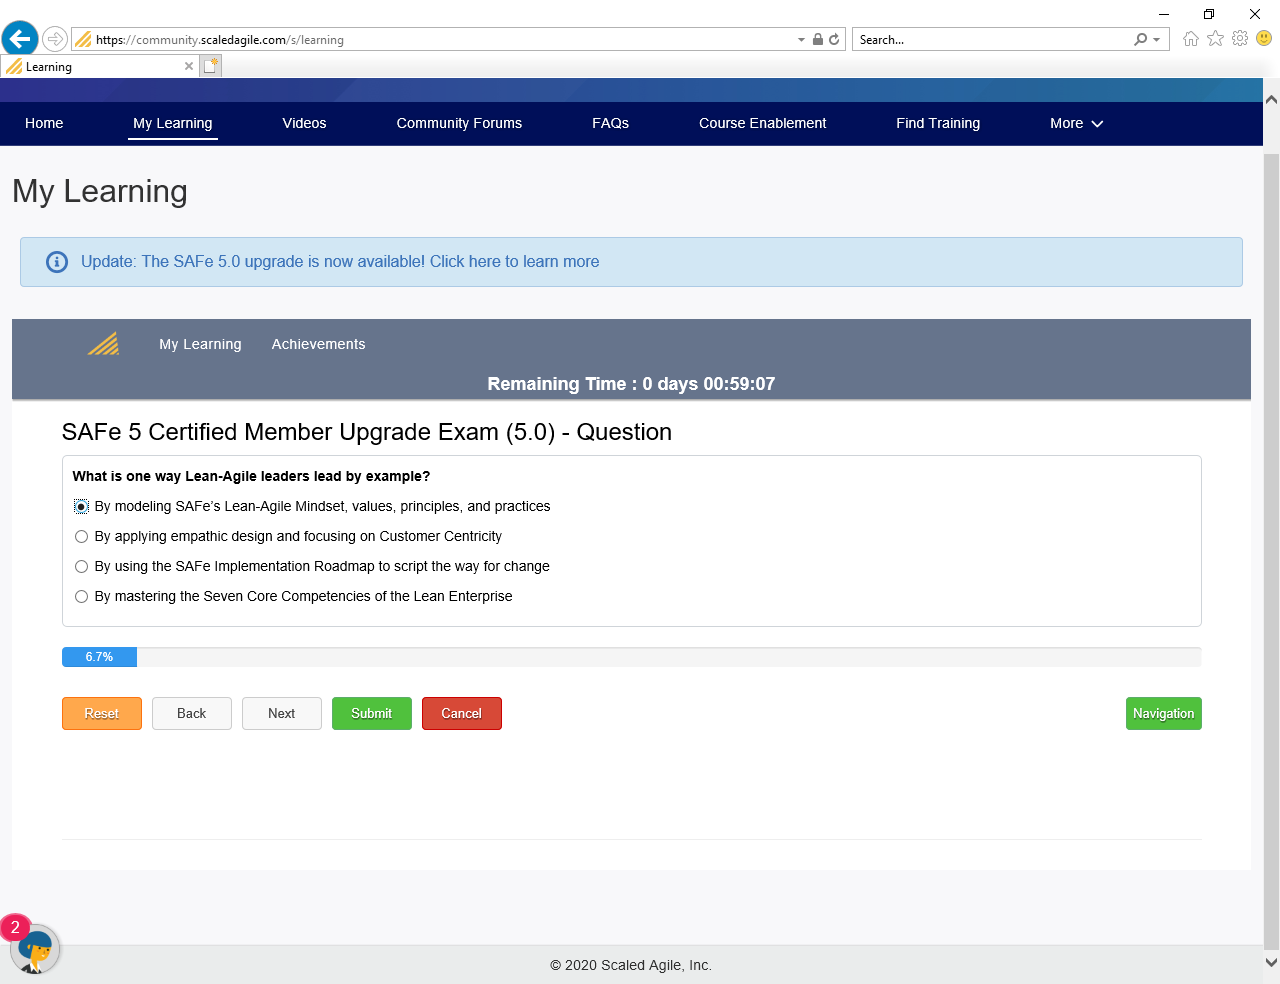 https://community.scaledagile.com/s/learning
Search...
Learning
Home My Learning Videos Community Forums FAQs Course Enablement Find Training More
My Learning
Update: The SAFe 5.0 upgrade is now available! Click here to learn more
My Learning Achievements
Remaining Time : 0 days 00:59:07
SAFe 5 Certified Member Upgrade Exam (5.0) - Question
What is one way Lean-Agile leaders lead by example?
By modeling SAFe's Lean-Agile Mindset, values, principles, and practices
By applying empathic design and focusing on Customer Centricity
By using the SAFe Implementation Roadmap to script the way for change
By mastering the Seven Core Competencies of the Lean Enterprise
6.7%
Reset Back Next Submit Cancel Navigation
2
© 2020 Scaled Agile, Inc.